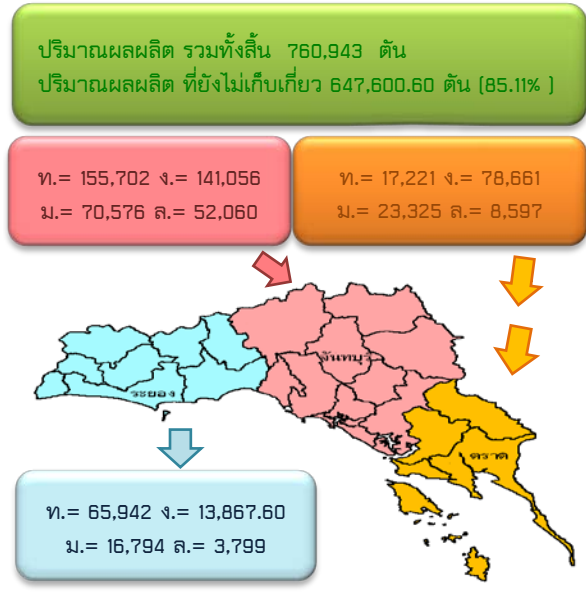 ปริมาณผลผลิต รวมทั้งสิ้น 760,943 ตัน
ปริมาณผลผลิต ที่ยังไม่เก็บเกี่ยว 647,600.60 ตัน (85.11% )
ท.= 155,702 ง.= 141,056
ม.= 70,576 ล.= 52,060
ท.= 17,221 ง.= 78,661
ม.= 23,325 ล.= 8,597
จันทบุรี
ระยอง
ตราด
ท.= 65,942 ง.= 13,867.60
ม.= 16,794 ล.= 3,799